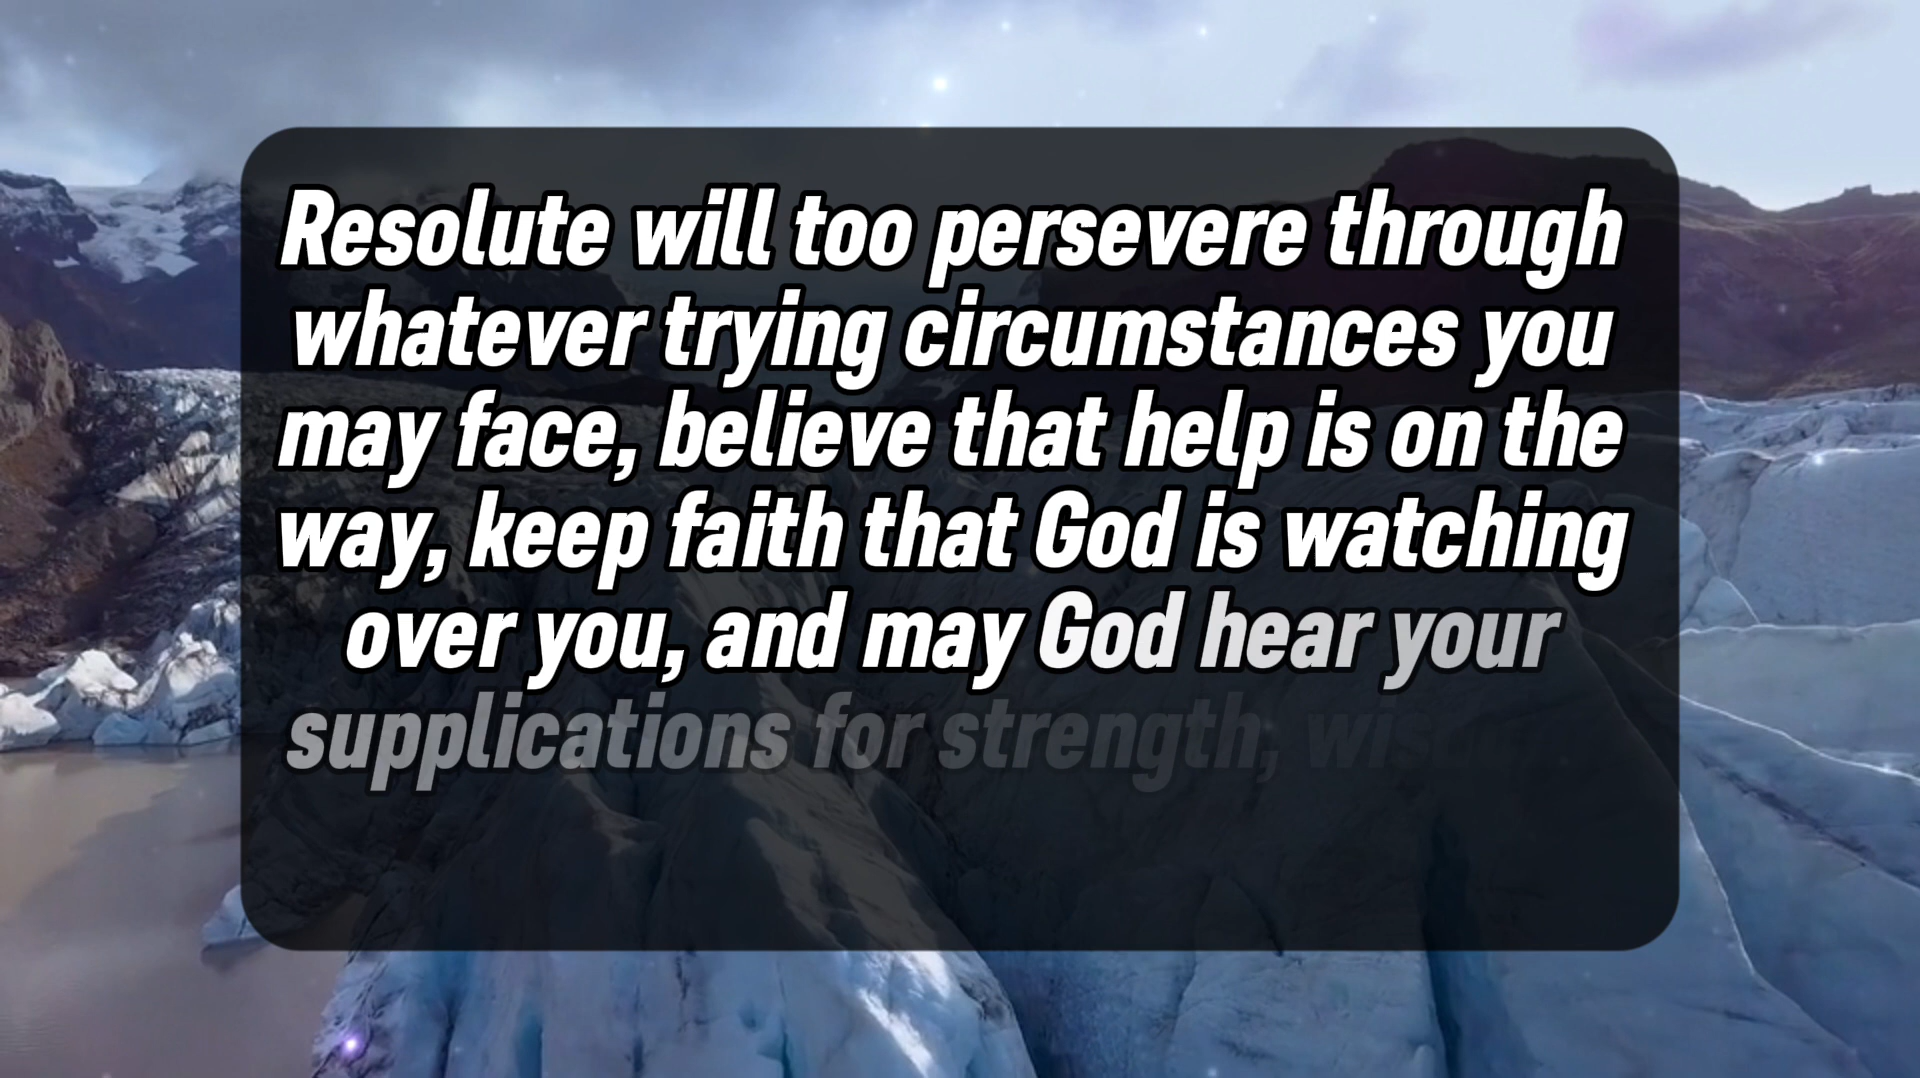 Resolute will too persevere through
whatever trying circumstances you
may face, believe that help is on the
way, keep faith that God is watching
over you, and may God hear your
supplications for strength,